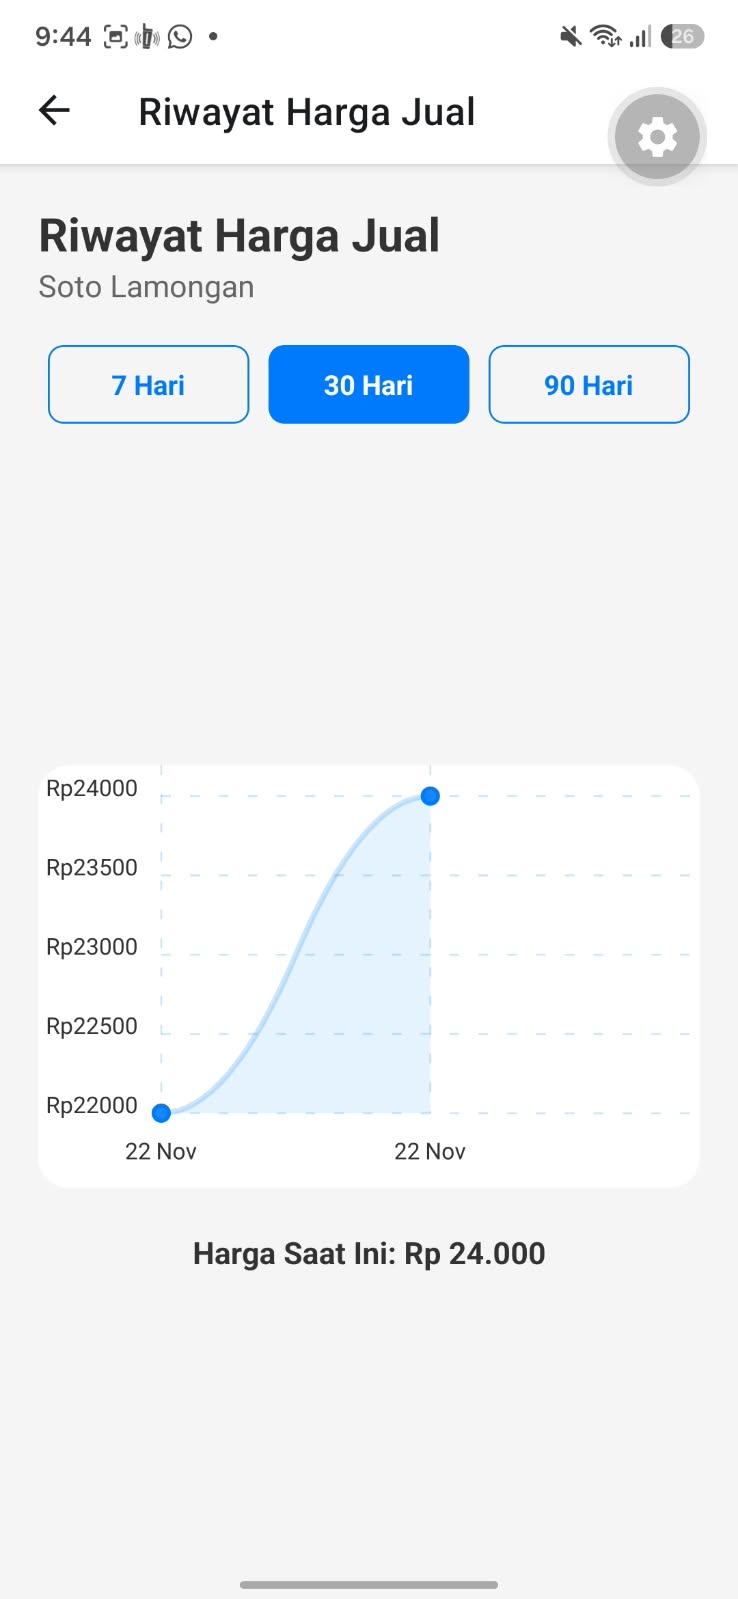 9:44
26
Riwayat Harga Jual
Riwayat Harga Jual
Soto Lamongan
7 Hari
30 Hari
90 Hari
Rp24000
Rp23500
Rp23000
Rp22500
Rp22000
22 Nov
22 Nov
Harga Saat Ini: Rp 24.000